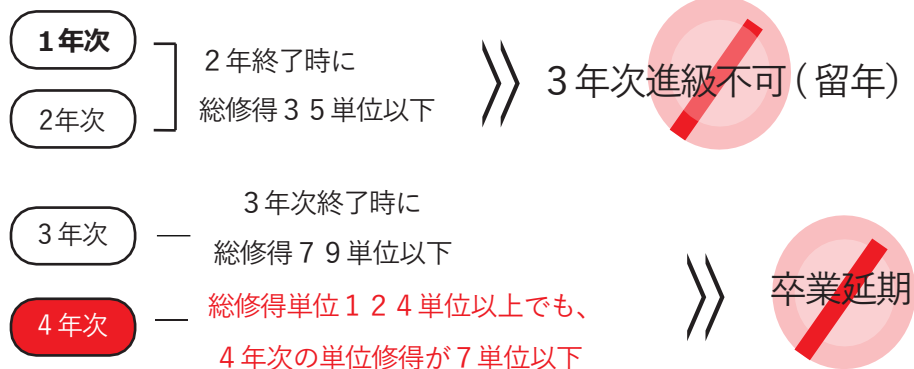 1年次
2年終了時に
総修得35単位以下
3年次進級不可(留年)
2年次
3年次
3年次終了時に
総修得79単位以下
4年次
総修得単位124単位以上でも、
4年次の単位修得が7単位以下
卒業延期